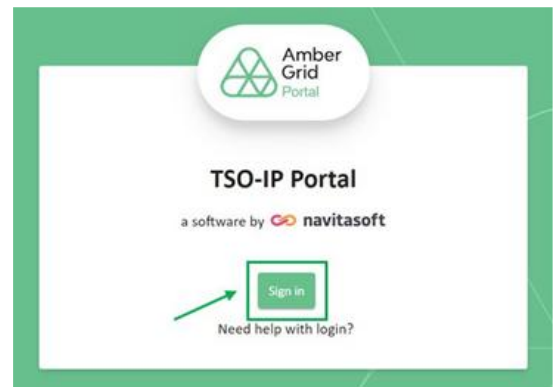 Amber
Grid
Portal
TSO-IP Portal
a software by navitasoft
Sign in
Need help with login?